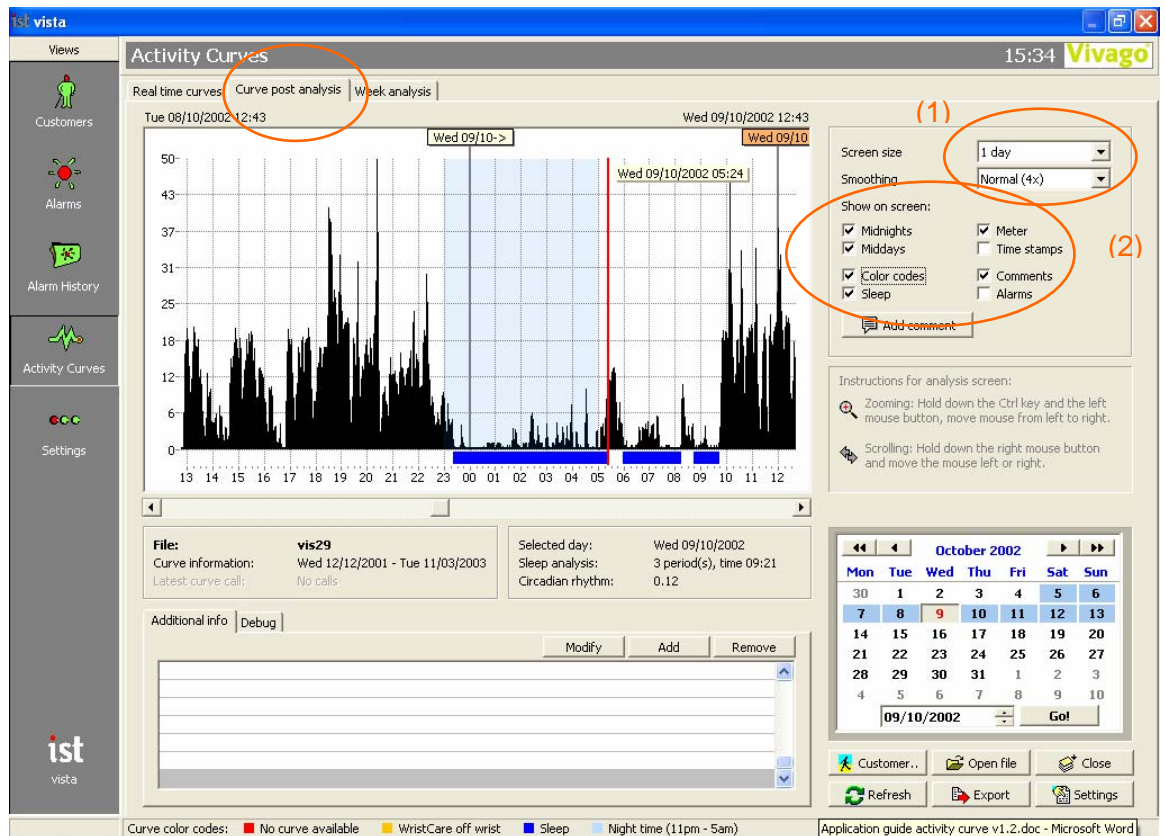 ist vista
Views
Customers
Alarms
Alarm History
Activity Curves
Settings
ist
vista
Activity Curves
15:34 Vivago
Real time curves Curve post analysis Week analysis
Tue 08/10/2002 12:43 Wed 09/10/2002 12:43
Wed 09/10-> Wed 09/10
Wed 09/10/2002 05:24
50
43
37
31
25
18
12
6
0
13 14 15 16 17 18 19 20 21 22 23 00 01 02 03 04 05 06 07 08 09 10 11 12
(1)
Screen size 1 day
Smoothing Normal (4x)
Show on screen:
Midnights Meter
Middays Time stamps
(2)
Color codes Comments
Sleep Alarms
Add comment
Instructions for analysis screen:
Zooming: Hold down the Ctrl key and the left
mouse button, move mouse from left to right.
Scrolling: Hold down the right mouse button
and move the mouse left or right.
File: vis29
Curve information: Wed 12/12/2001 - Tue 11/03/2003
Latest curve call: No calls
Selected day: Wed 09/10/2002
Sleep analysis: 3 period(s), time 09:21
Circadian rhythm: 0.12
Additional info Debug
Modify Add Remove
October 2002
Mon Tue Wed Thu Fri Sat Sun
30 1 2 3 4 5 6
7 8 9 10 11 12 13
14 15 16 17 18 19 20
21 22 23 24 25 26 27
28 29 30 31 1 2 3
4 5 6 7 8 9 10
09/10/2002 Go!
Customer.. Open file Close
Refresh Export Settings
Curve color codes: No curve available WristCare off wrist Sleep Night time (11pm - 5am)
Application guide activity curve v1.2.doc - Microsoft Word